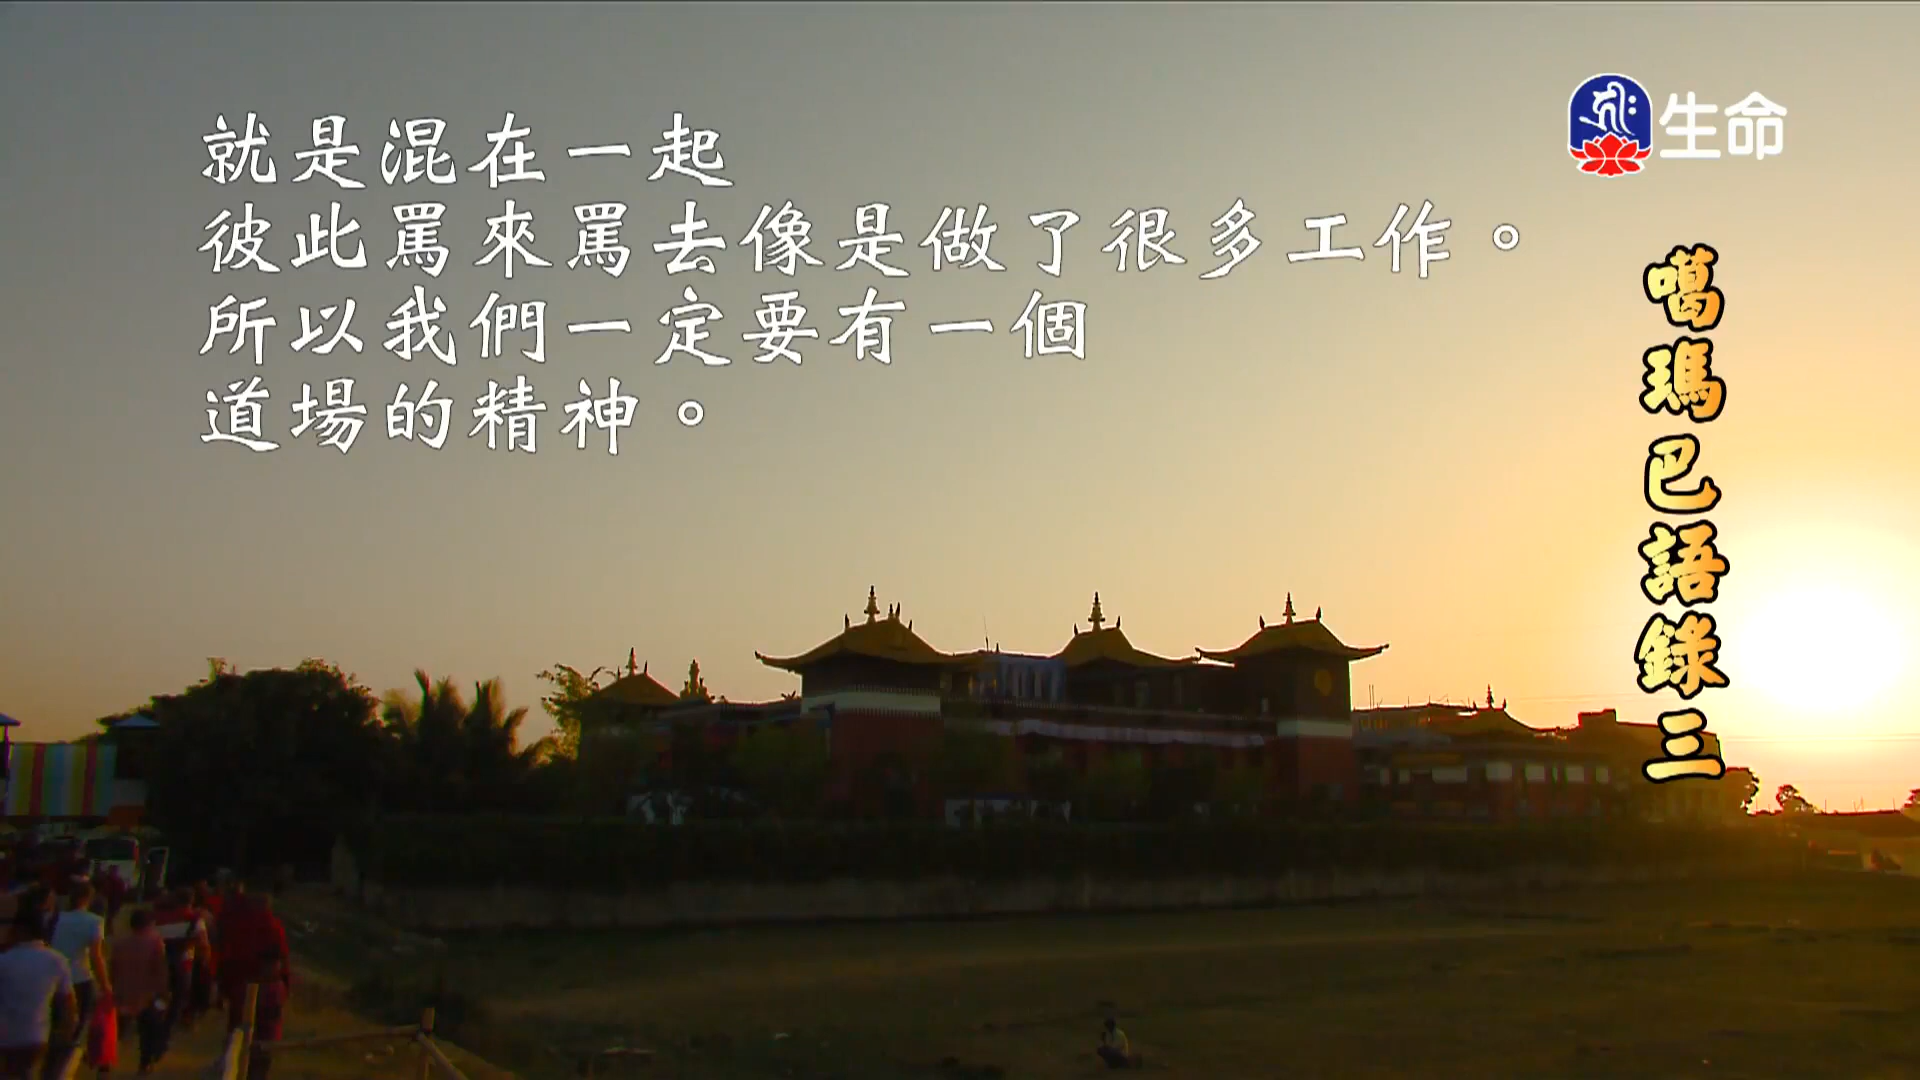 就是混在一起
彼此罵來罵去像是做了很多工作。
所以我們一定要有一個
道場的精神。
生命
噶瑪巴語錄三